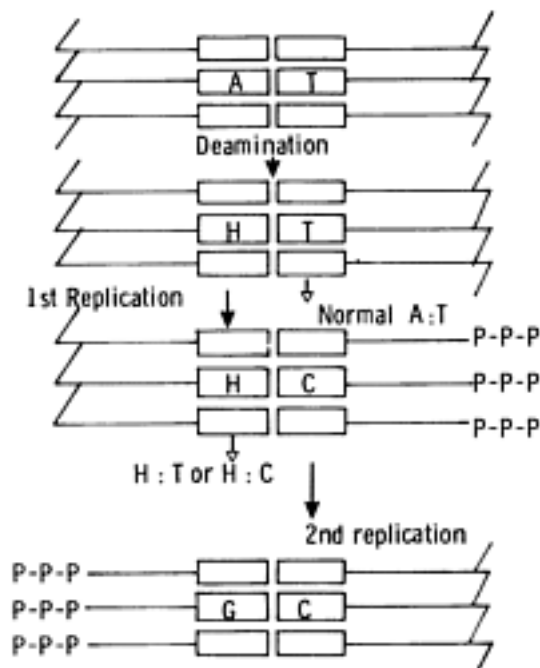 A T
Deamination
H T
1st Replication
Normal A:T
P-P-P
H C P-P-P
P-P-P
H : T or H : C
2nd replication
P-P-P
P-P-P G C
P-P-P